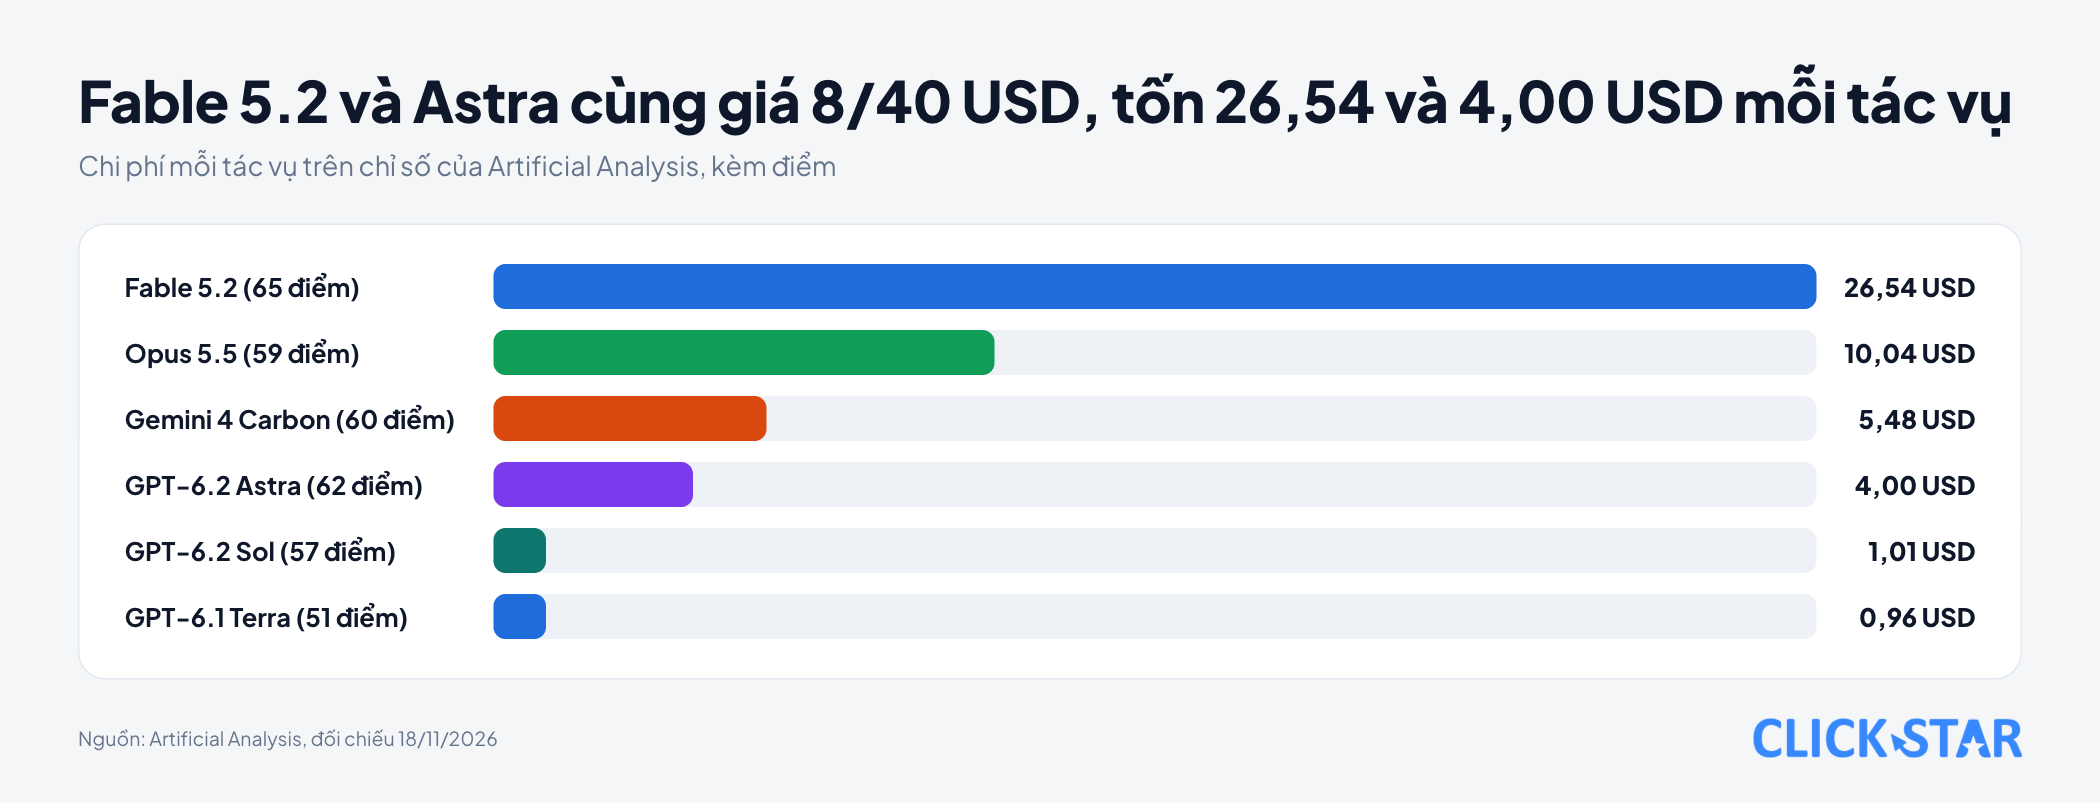 Fable 5.2 và Astra cùng giá 8/40 USD, tốn 26,54 và 4,00 USD mỗi tác vụ
Chi phí mỗi tác vụ trên chỉ số của Artificial Analysis, kèm điểm
Fable 5.2 (65 điểm) 26,54 USD
Opus 5.5 (59 điểm) 10,04 USD
Gemini 4 Carbon (60 điểm) 5,48 USD
GPT-6.2 Astra (62 điểm) 4,00 USD
GPT-6.2 Sol (57 điểm) 1,01 USD
GPT-6.1 Terra (51 điểm) 0,96 USD
Nguồn: Artificial Analysis, đối chiếu 18/11/2026
CLICK STAR